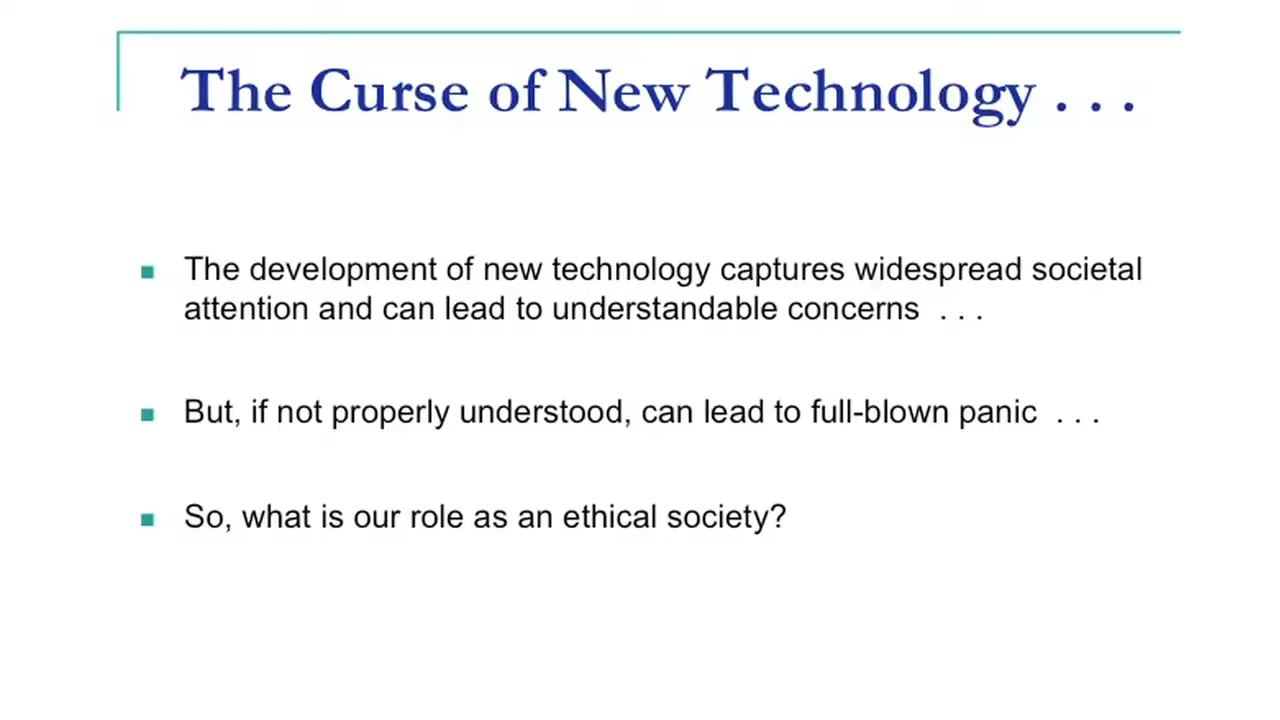 The Curse of New Technology . . .
The development of new technology captures widespread societal
attention and can lead to understandable concerns . . .
But, if not properly understood, can lead to full-blown panic . . .
So, what is our role as an ethical society?